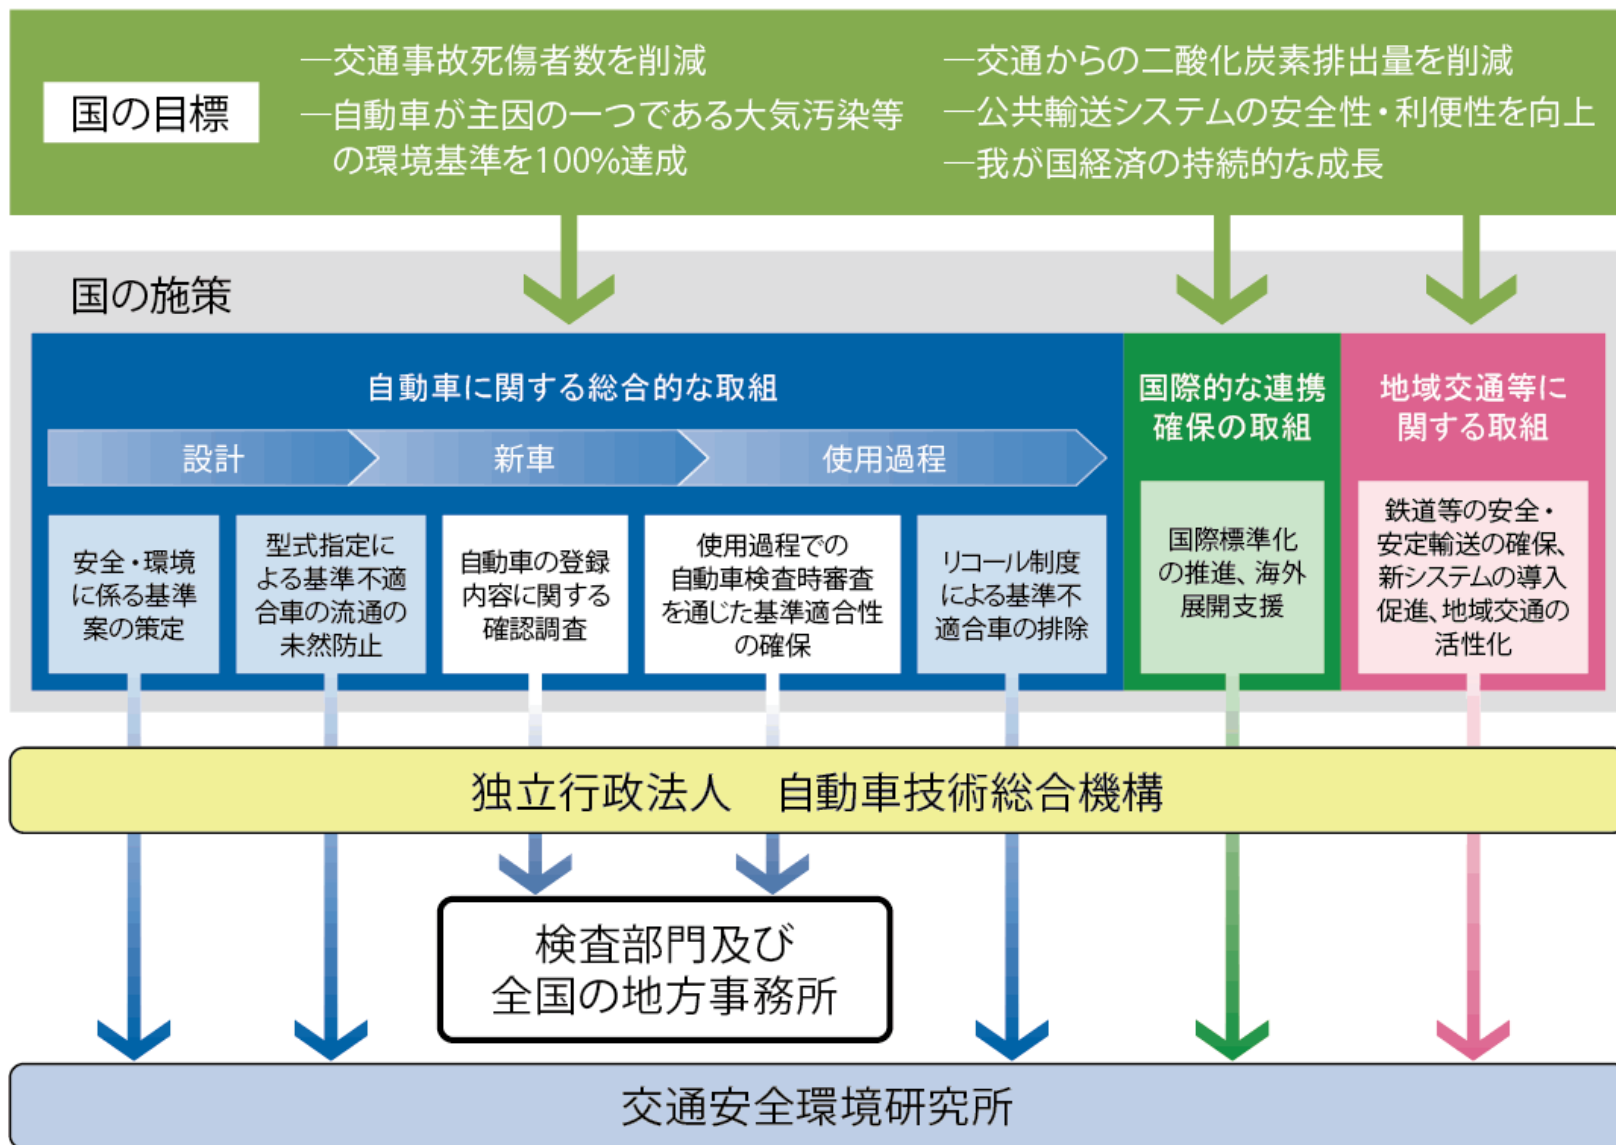 国の目標
―交通事故死傷者数を削減
―自動車が主因の一つである大気汚染等
の環境基準を100%達成
―交通からの二酸化炭素排出量を削減
―公共輸送システムの安全性・利便性を向上
―我が国経済の持続的な成長
国の施策
自動車に関する総合的な取組
設計
新車
使用過程
安全・環境
に係る基準
案の策定
型式指定に
よる基準不適
合車の流通の
未然防止
自動車の登録
内容に関する
確認調査
使用過程での
自動車検査時審査
を通じた基準適合性
の確保
リコール制度
による基準不
適合車の排除
国際的な連携
確保の取組
国際標準化
の推進、海外
展開支援
地域交通等に
関する取組
鉄道等の安全・
安定輸送の確保、
新システムの導入
促進、地域交通の
活性化
独立行政法人　自動車技術総合機構
検査部門及び
全国の地方事務所
交通安全環境研究所